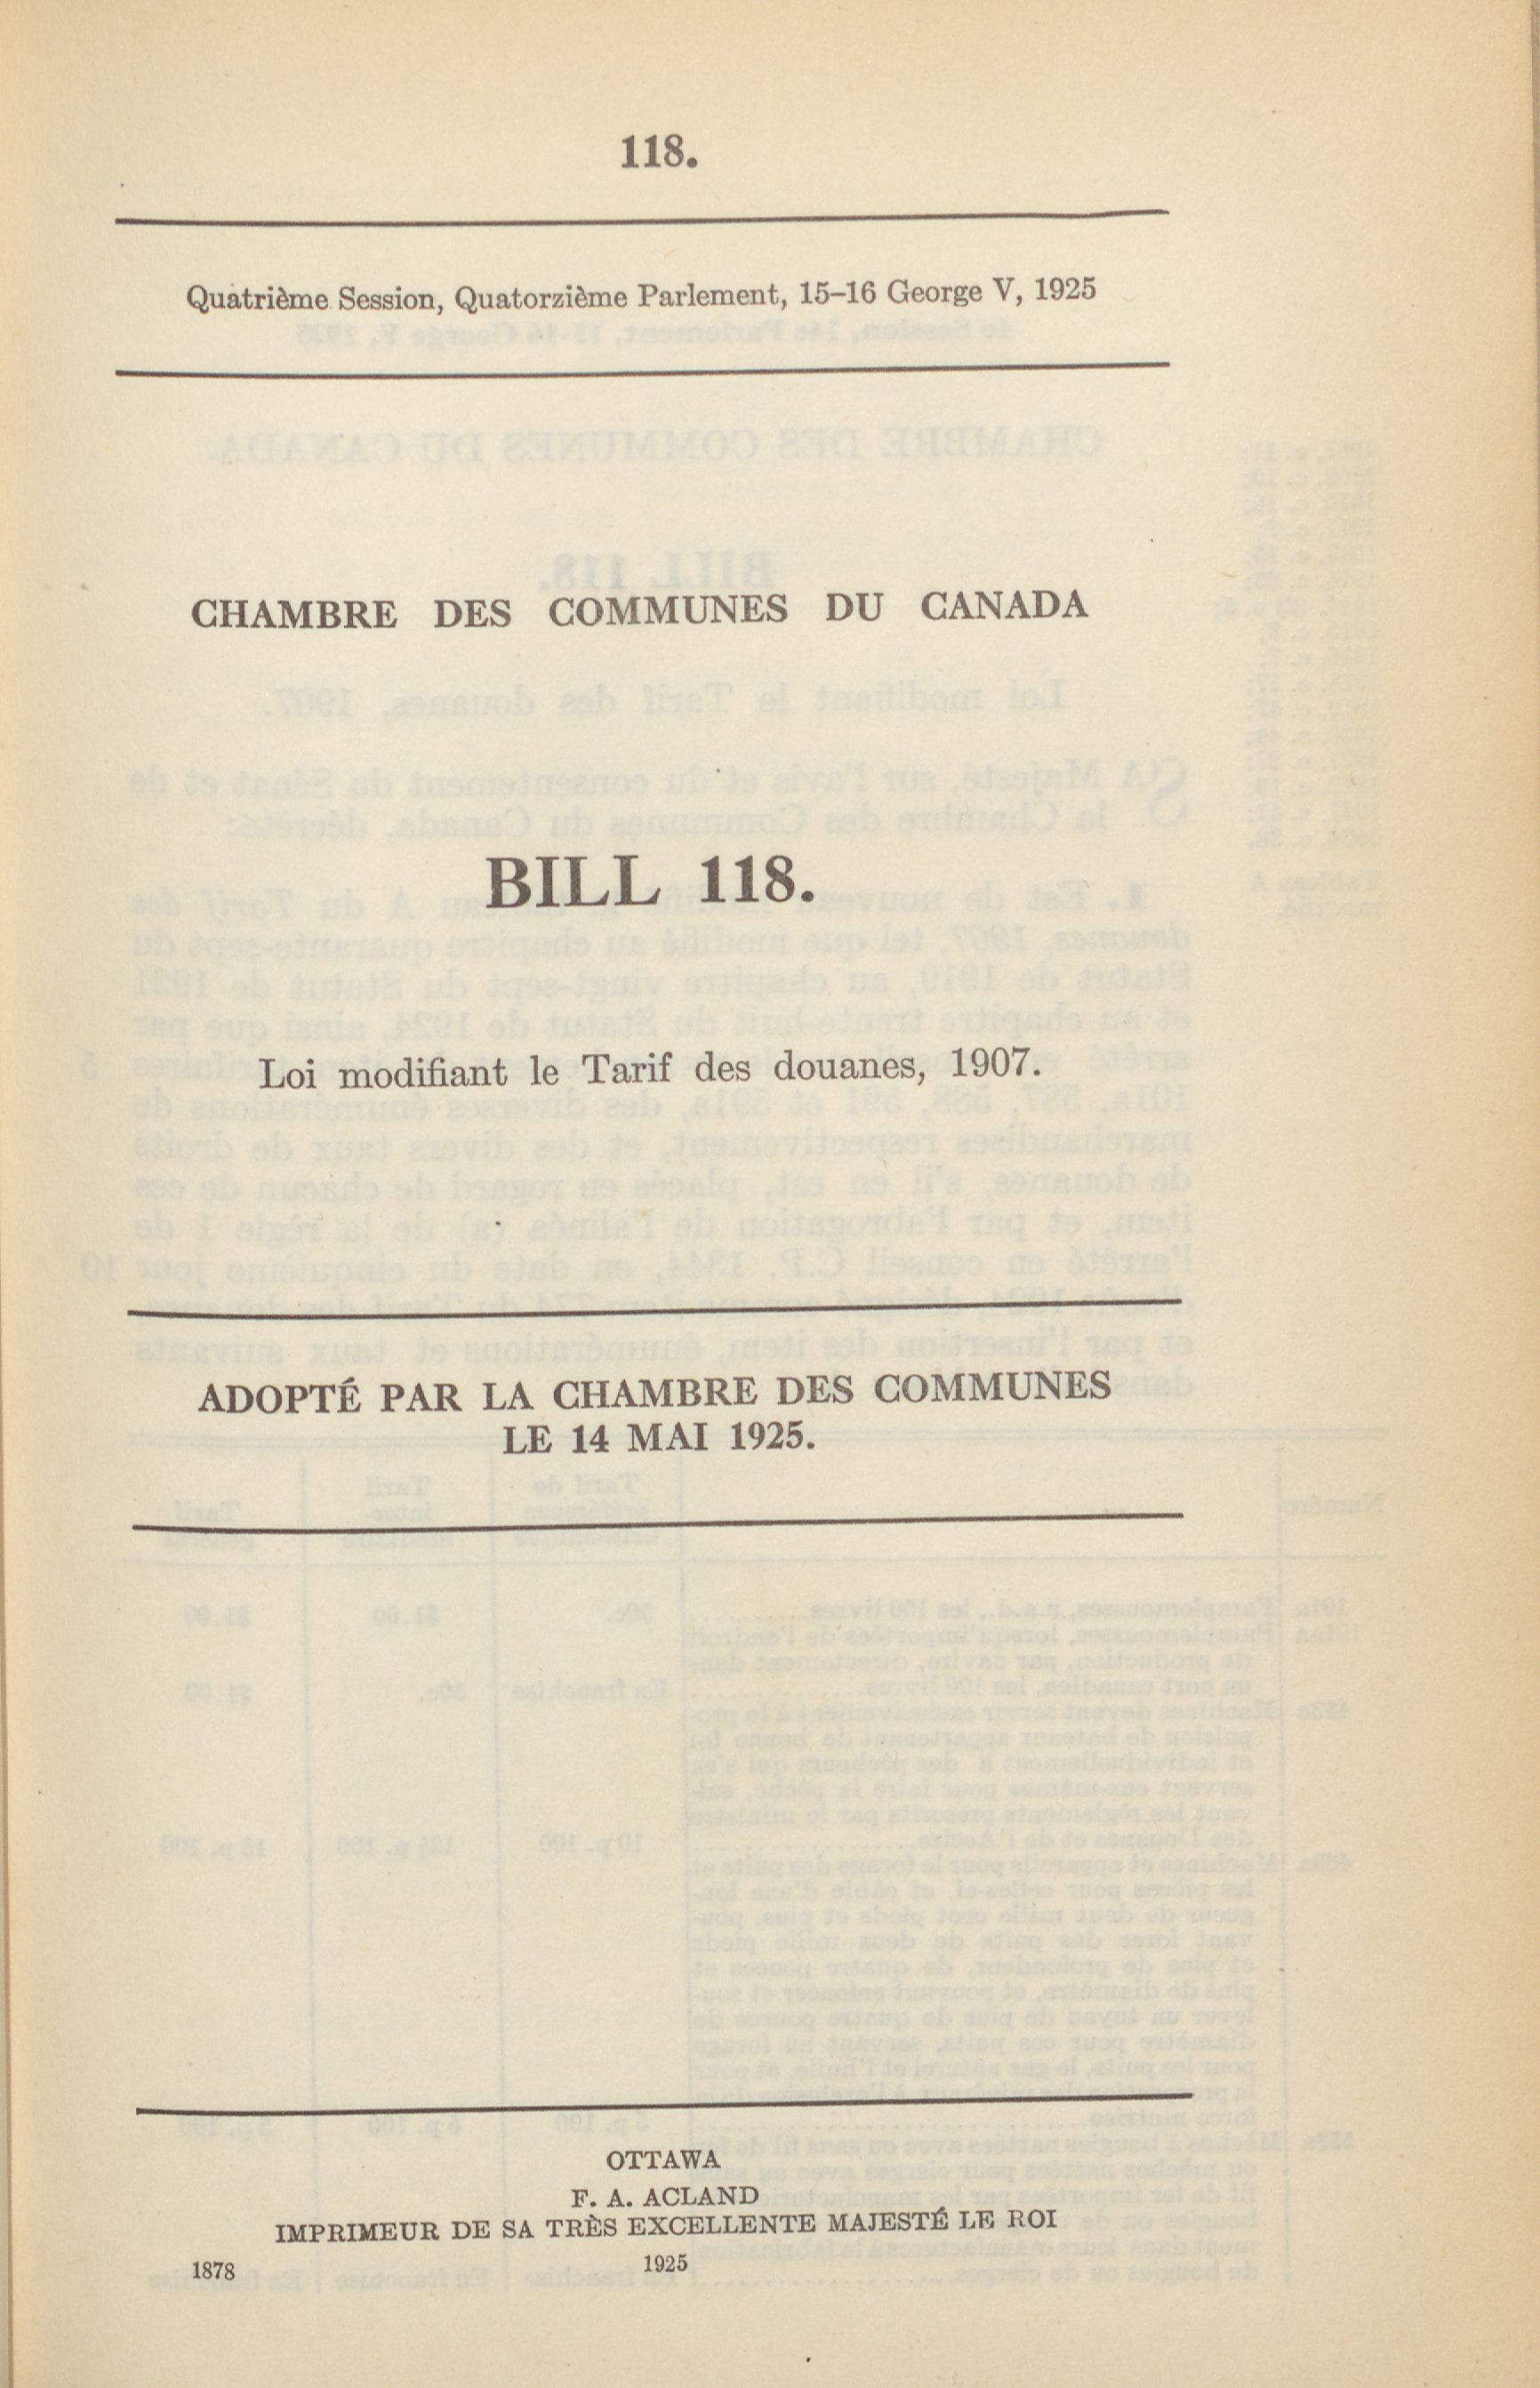 118.
Quatrième Session, Quatorzième Parlement, 15-16 George V, 1925
CHAMBRE DES COMMUNES DU CANADA
BILL 118.
Loi modifiant le Tarif des douanes, 1907.
ADOPTÉ PAR LA CHAMBRE DES COMMUNES
LE 14 MAI 1925.
OTTAWA
F. A. ACLAND
IMPRIMEUR DE SA TRÈS EXCELLENTE MAJESTÉ LE ROI
1878 1925